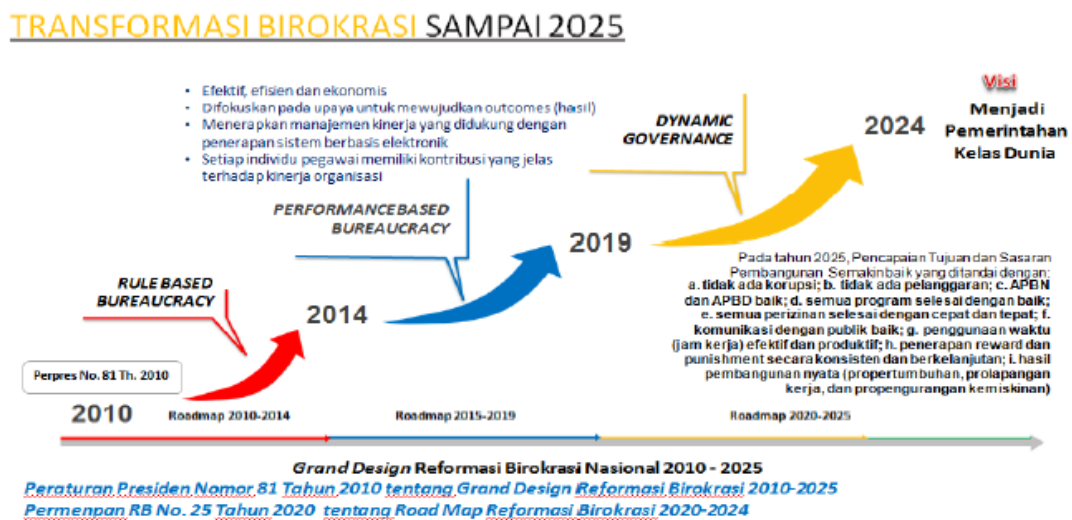 TRANSFORMASI BIROKRASI SAMPAI 2025
• Efektif, efisien dan ekonomis
- Difokuskan pada upaya untuk mewujudkan outcomes (hasil)
• Menerapkan manajemen kinerja yang didukung dengan
penerapan sistem berbasis elektronik
• Setiap individu pegawai memiliki kontribusi yang jelas
terhadap kinerja organisasi
DYNAMIC
GOVERNANCE
2024
Visi
Menjadi
Pemerintahan
Kelas Dunia
PERFORMANCE BASED
BUREAUCRACY
2019
RULE BASED
BUREAUCRACY
2014
Pada tahun 2025, Pencapaian Tujuan dan Sasaran
Pembangunan Semakin baik yang ditandai dengan:
a. tidak ada korupsi; b. tidak ada pelanggaran; c. APBN
dan APBD baik; d. semua program selesai dengan baik;
e. semua perizinan selesai dengan cepat dan tepat; f.
komunikasi dengan publik baik; g. penggunaan waktu
(jam kerja) efektif dan produktif; h. penerapan reward dan
punishment secara konsisten dan berkelanjutan; i. hasil
pembangunan nyata (propertumbuhan, prolapangan
kerja, dan propengurangan kemiskinan)
Perpres No. 81 Th. 2010
2010
Roadmap 2010-2014
Roadmap 2015-2019
Roadmap 2020-2025
Grand Design Reformasi Birokrasi Nasional 2010 - 2025
Peraturan Presiden Nomor 81 Tahun 2010 tentang Grand Design Reformasi Birokrasi 2010-2025
Permenpan RB No. 25 Tahun 2020 tentang Road Map Reformasi Birokrasi 2020-2024